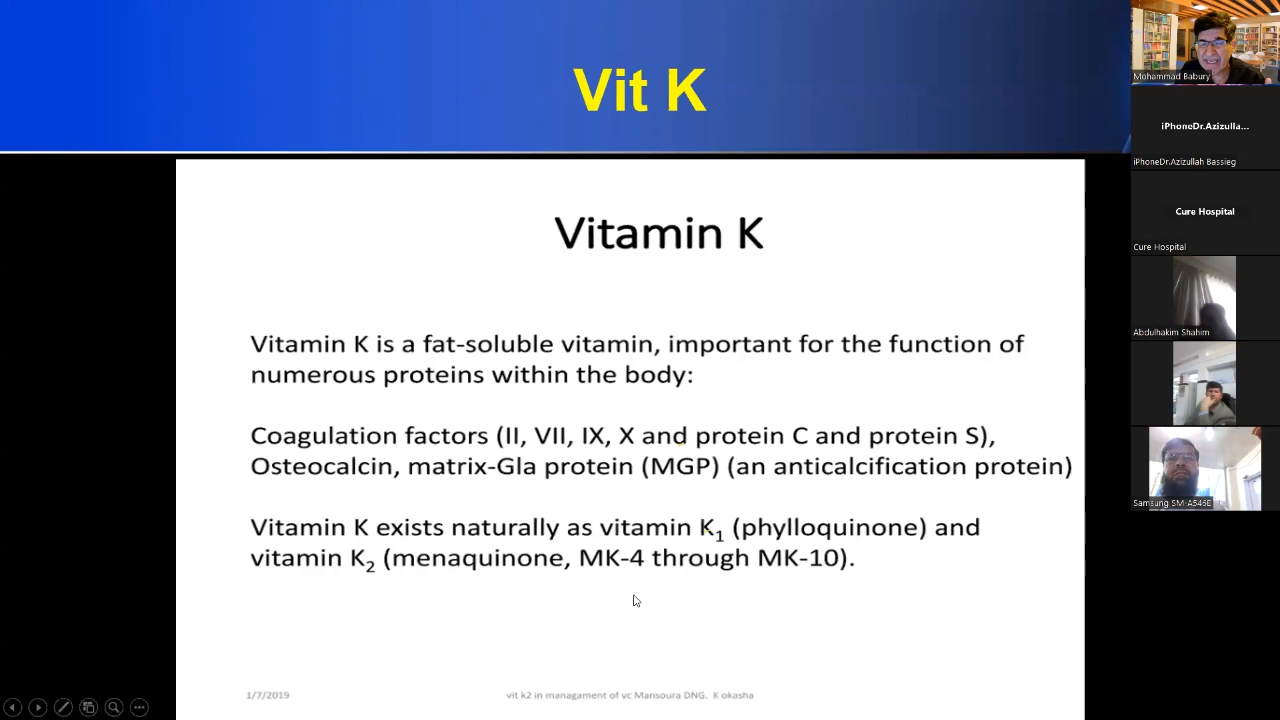 Vit K
Vitamin K
Vitamin K is a fat-soluble vitamin, important for the function of
numerous proteins within the body:
Coagulation factors (II, VII, IX, X and protein C and protein S),
Osteocalcin, matrix-Gla protein (MGP) (an anticalcification protein)
Vitamin K exists naturally as vitamin K₁ (phylloquinone) and
vitamin K₂ (menaquinone, MK-4 through MK-10).
1/7/2019
vit k2 in managament of vc Mansoura DNG. K okasha
Mohammad Babury
iPhoneDr.Azizulla...
iPhoneDr.Azizullah Bassieg
Cure Hospital
Cure Hospital
Abdulhakim Shahim
Samsung SM-A546E